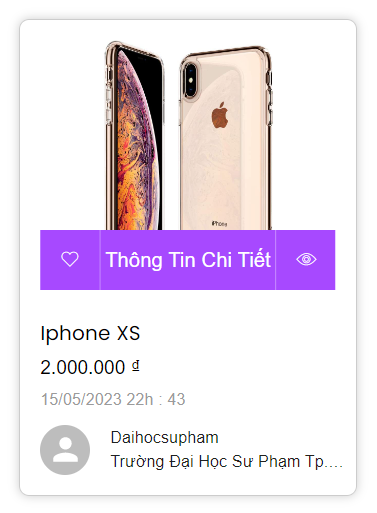 iPhone
Thông Tin Chi Tiết
Iphone XS
2.000.000 ₫
15/05/2023 22h : 43
Daihocsupham
Trường Đại Học Sư Phạm Tp....